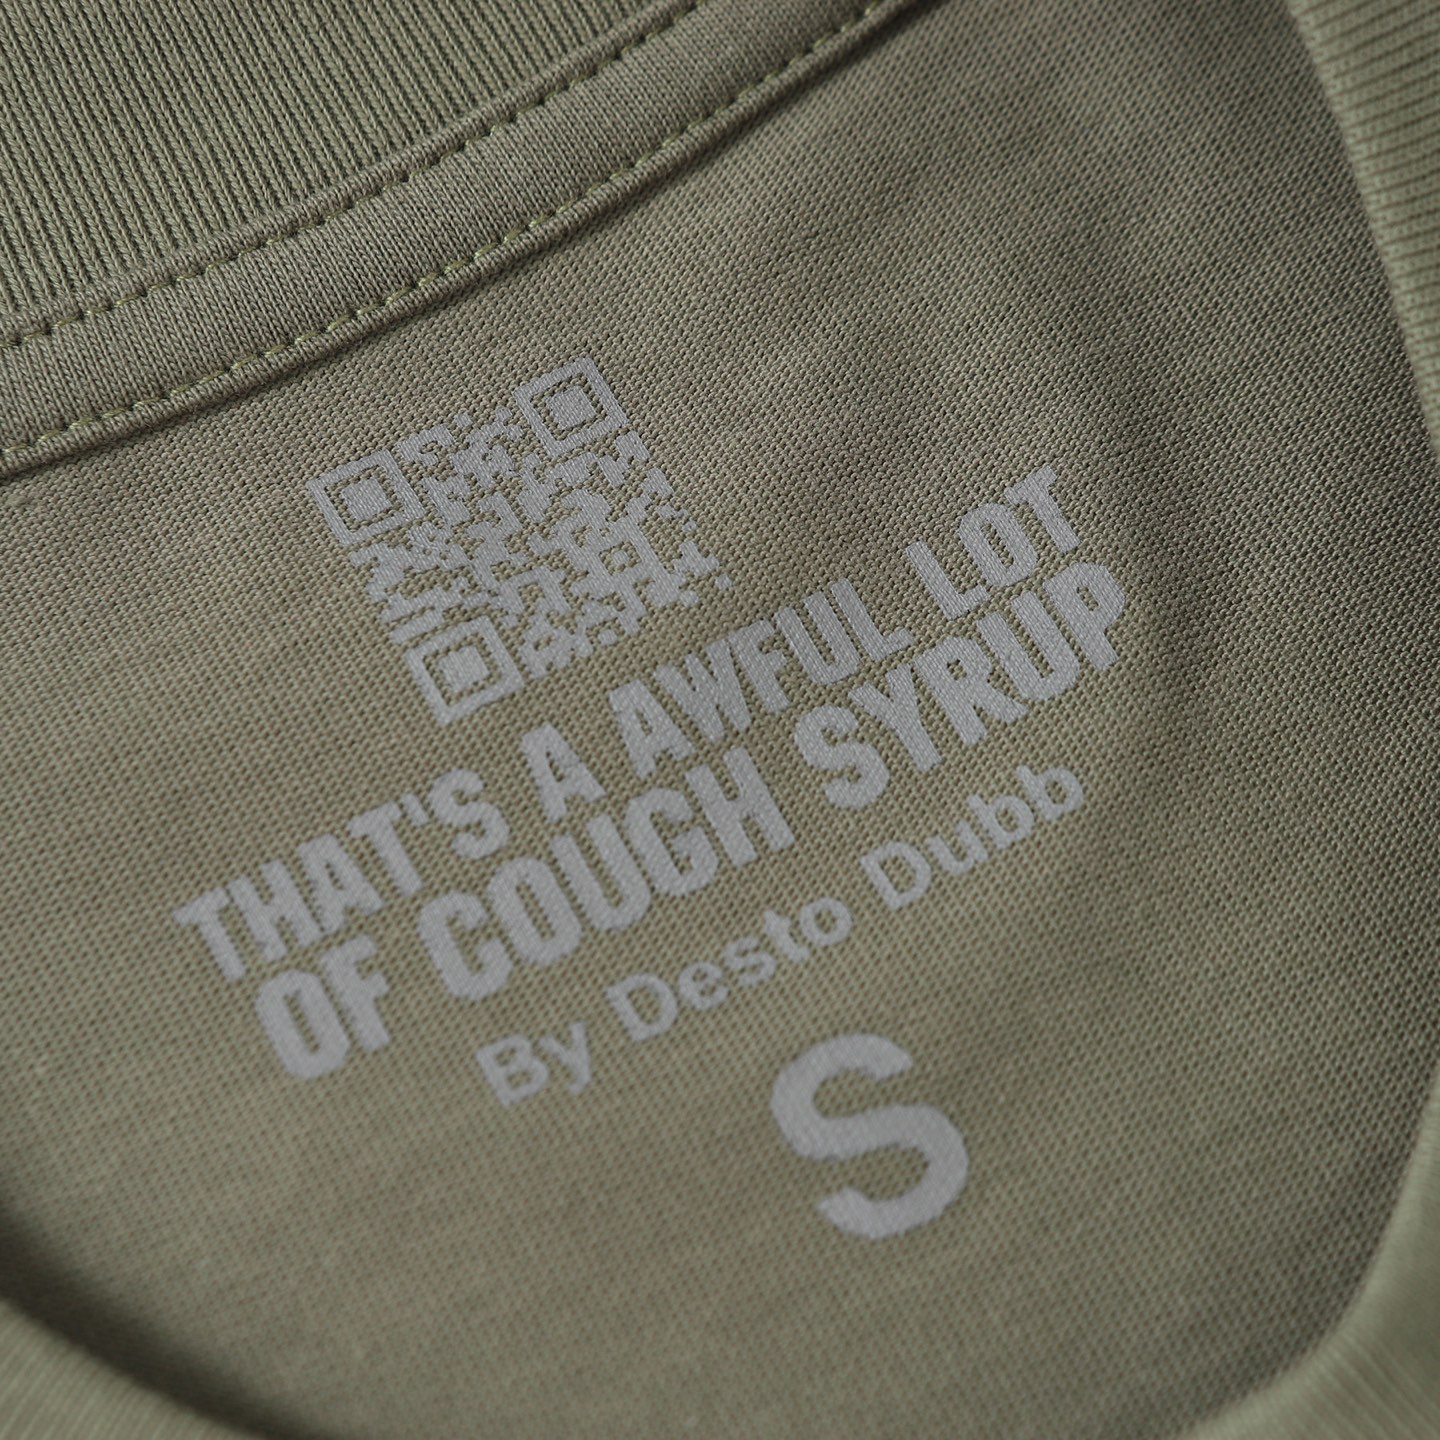 THAT'S A AWFUL LOT
OF COUGH SYRUP
By Desto Dubb
S